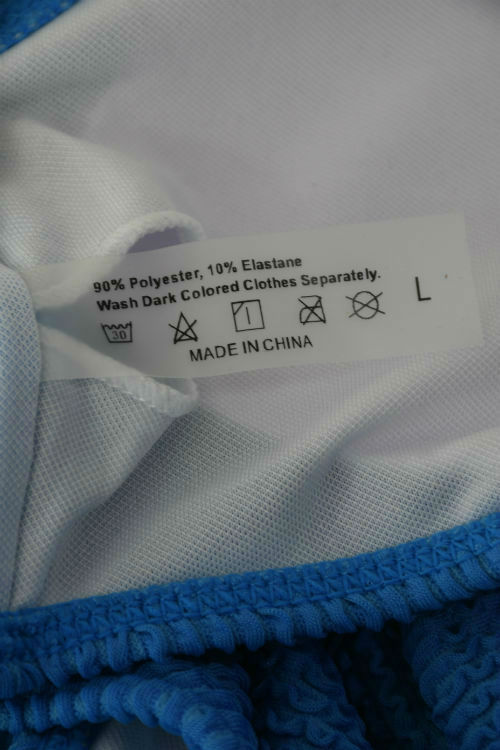 90% Polyester, 10% Elastane
Wash Dark Colored Clothes Separately.
30
L
MADE IN CHINA